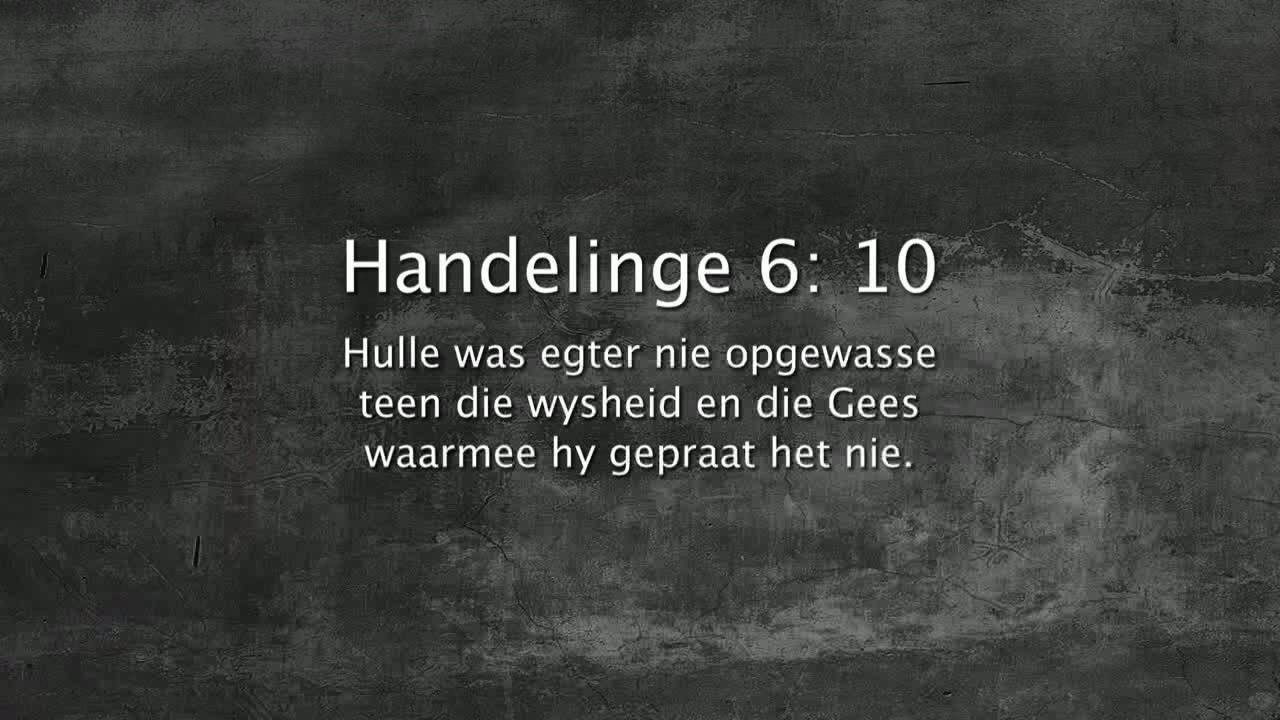 Handelinge 6: 10
Hulle was egter nie opgewasse
teen die wysheid en die Gees
waarmee hy gepraat het nie.